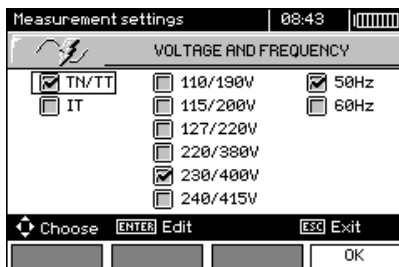 Measurement settings 08:43
VOLTAGE AND FREQUENCY
TN/TT 110/190V 50Hz
IT 115/200V 60Hz
127/220V
220/380V
230/400V
240/415V
Choose ENTER Edit ESC Exit
OK